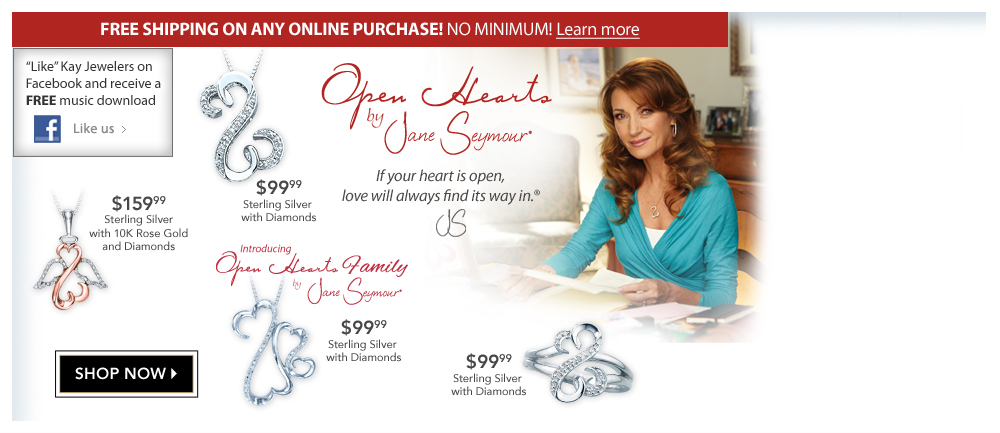 FREE SHIPPING ON ANY ONLINE PURCHASE! NO MINIMUM! Learn more
“Like” Kay Jewelers on
Facebook and receive a
FREE music download
f
Like us >
Open Hearts
by Jane Seymour®
If your heart is open,
love will always find its way in.®
JS
$99.99
Sterling Silver
with Diamonds
$159.99
Sterling Silver
with 10K Rose Gold
and Diamonds
Introducing
Open Hearts Family
by Jane Seymour®
$99.99
Sterling Silver
with Diamonds
$99.99
Sterling Silver
with Diamonds
SHOP NOW